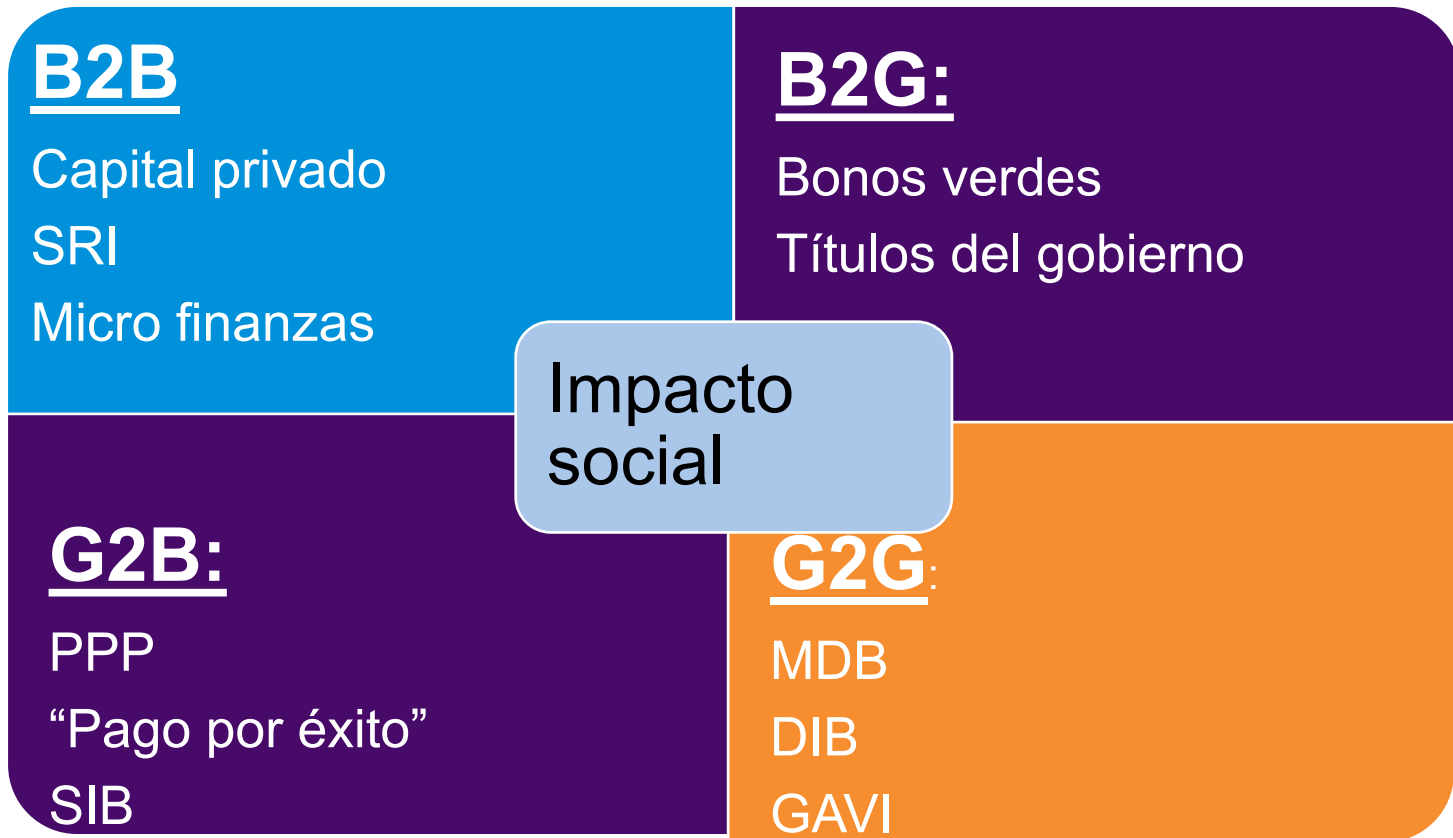 B2B
Capital privado
SRI
Micro finanzas
B2G:
Bonos verdes
Títulos del gobierno
Impacto
social
G2B:
PPP
“Pago por éxito”
SIB
G2G:
MDB
DIB
GAVI